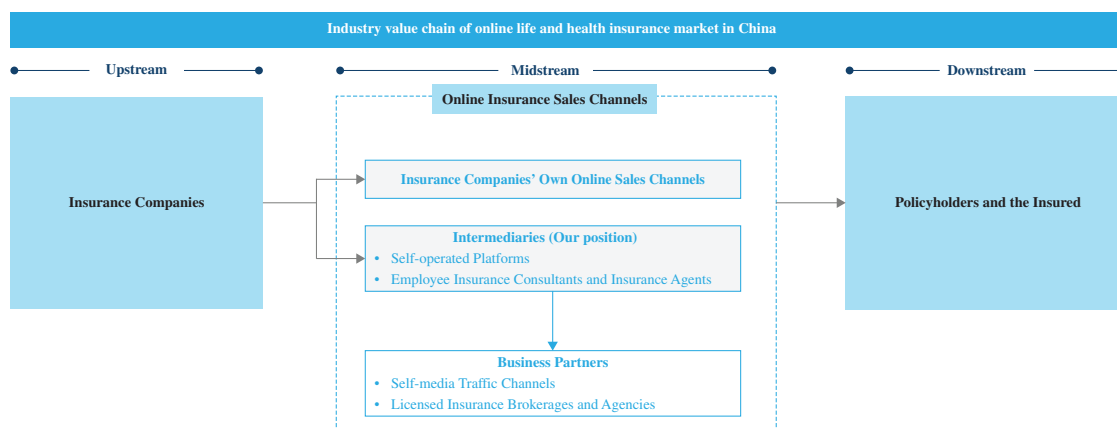 Industry value chain of online life and health insurance market in China
Upstream
Midstream
Downstream
Online Insurance Sales Channels
Insurance Companies
Insurance Companies’ Own Online Sales Channels
Intermediaries (Our position)
• Self-operated Platforms
• Employee Insurance Consultants and Insurance Agents
Business Partners
• Self-media Traffic Channels
• Licensed Insurance Brokerages and Agencies
Policyholders and the Insured